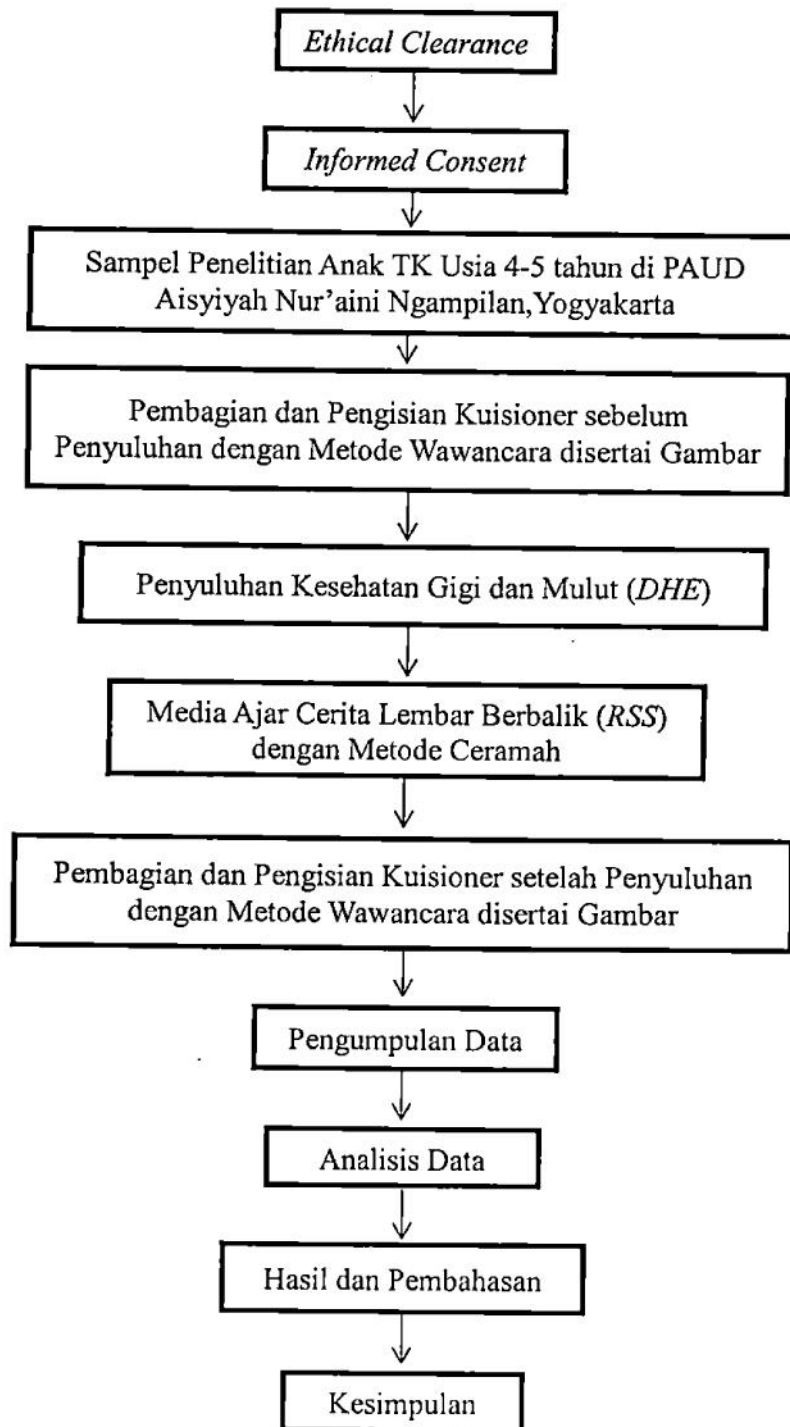 Ethical Clearance
Informed Consent
Sampel Penelitian Anak TK Usia 4-5 tahun di PAUD
Aisyiyah Nur'aini Ngampilan,Yogyakarta
Pembagian dan Pengisian Kuisioner sebelum
Penyuluhan dengan Metode Wawancara disertai Gambar
Penyuluhan Kesehatan Gigi dan Mulut (DHE)
Media Ajar Cerita Lembar Berbalik (RSS)
dengan Metode Ceramah
Pembagian dan Pengisian Kuisioner setelah Penyuluhan
dengan Metode Wawancara disertai Gambar
Pengumpulan Data
Analisis Data
Hasil dan Pembahasan
Kesimpulan